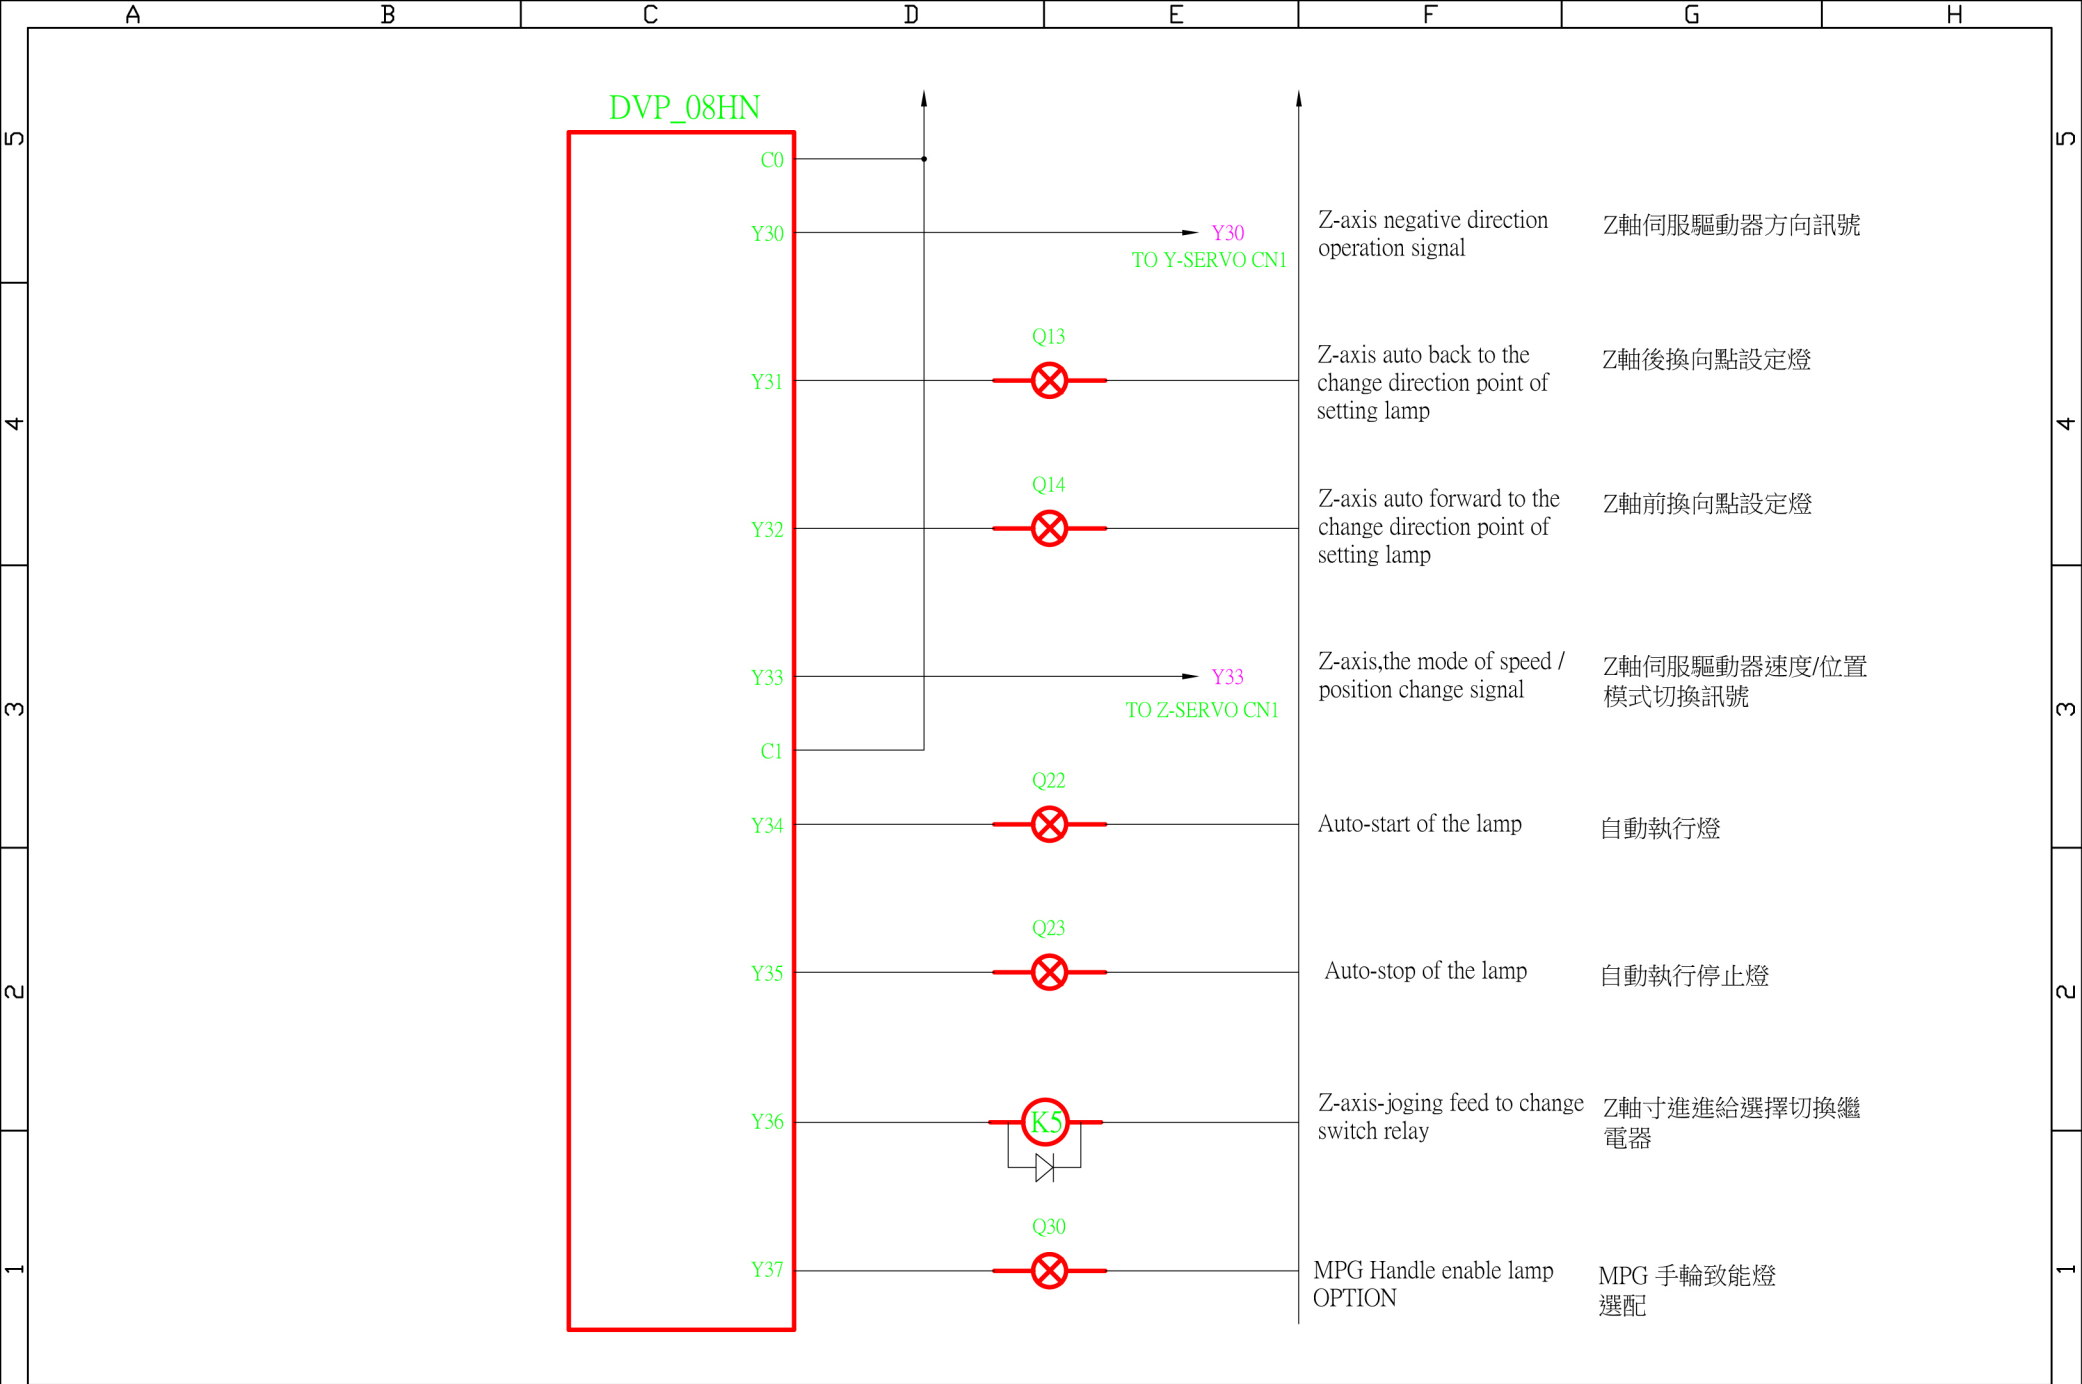 A B C D E F G H
DVP_08HN
5 5
C0
Y30
Y30
TO Y-SERVO CN1
Z-axis negative direction
operation signal
Z軸伺服驅動器方向訊號
Q13
Y31
Z-axis auto back to the
change direction point of
setting lamp
Z軸後換向點設定燈
4 4
Q14
Y32
Z-axis auto forward to the
change direction point of
setting lamp
Z軸前換向點設定燈
Y33
Y33
TO Z-SERVO CN1
Z-axis,the mode of speed /
position change signal
Z軸伺服驅動器速度/位置
模式切換訊號
3 3
C1
Q22
Y34
Auto-start of the lamp
自動執行燈
Q23
Y35
Auto-stop of the lamp
自動執行停止燈
2 2
Y36
K5
Z-axis-joging feed to change
switch relay
Z軸寸進進給選擇切換繼
電器
Q30
Y37
MPG Handle enable lamp
OPTION
MPG 手輪致能燈
選配
1 1